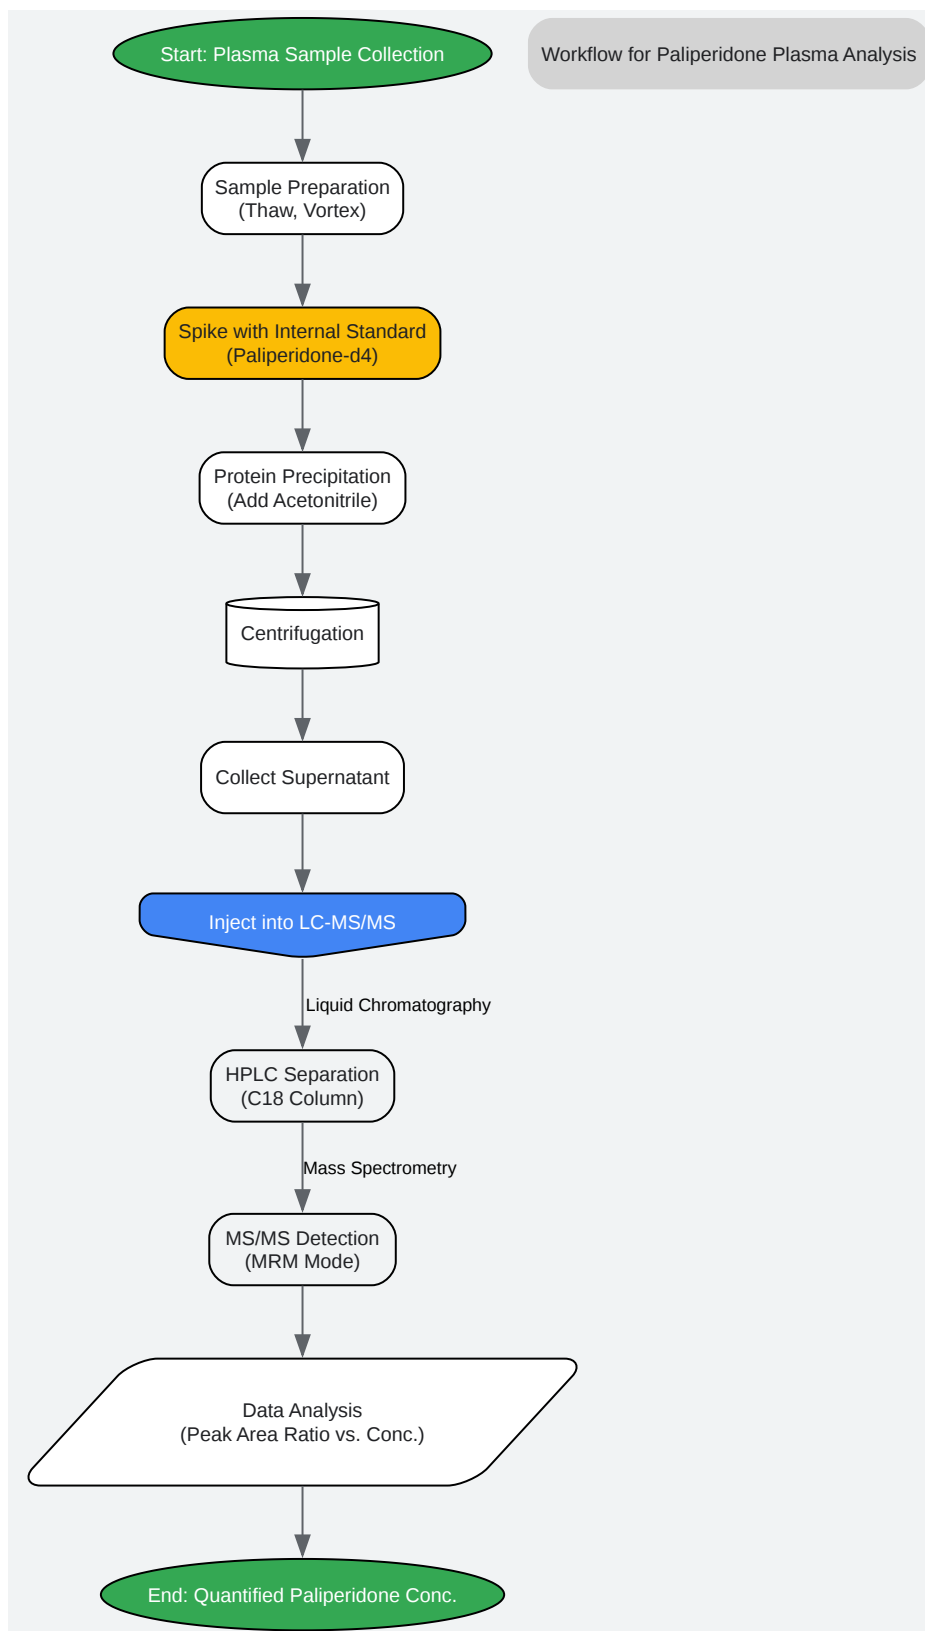 Start: Plasma Sample Collection
Workflow for Paliperidone Plasma Analysis
Sample Preparation
(Thaw, Vortex)
Spike with Internal Standard
(Paliperidone-d4)
Protein Precipitation
(Add Acetonitrile)
Centrifugation
Collect Supernatant
Inject into LC-MS/MS
Liquid Chromatography
HPLC Separation
(C18 Column)
Mass Spectrometry
MS/MS Detection
(MRM Mode)
Data Analysis
(Peak Area Ratio vs. Conc.)
End: Quantified Paliperidone Conc.